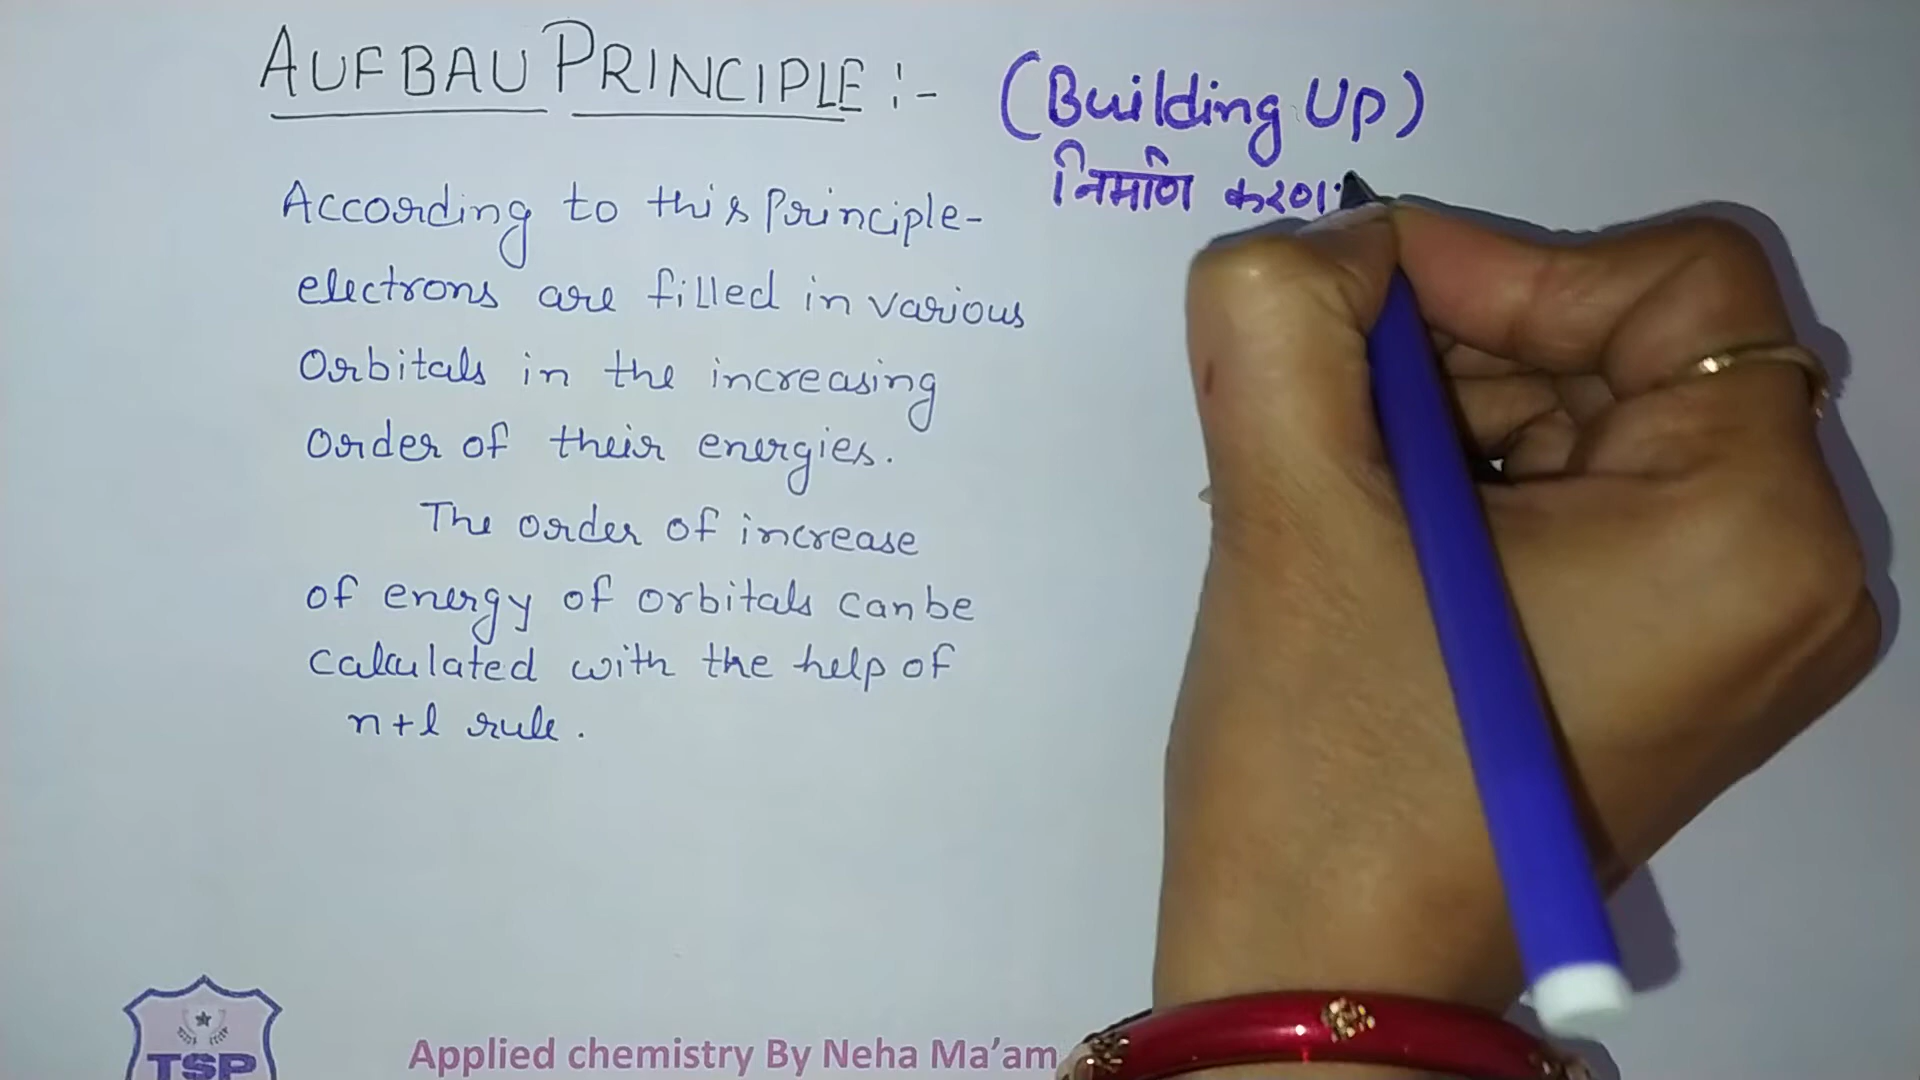 AUFBAU PRINCIPLE :-
(Building Up)
निर्माण करण
According to this Principle-
electrons are filled in various
Orbitals in the increasing
Order of their energies.
The order of increase
of energy of orbitals can be
calculated with the help of
n+l rule.
TSP
Applied chemistry By Neha Ma'am